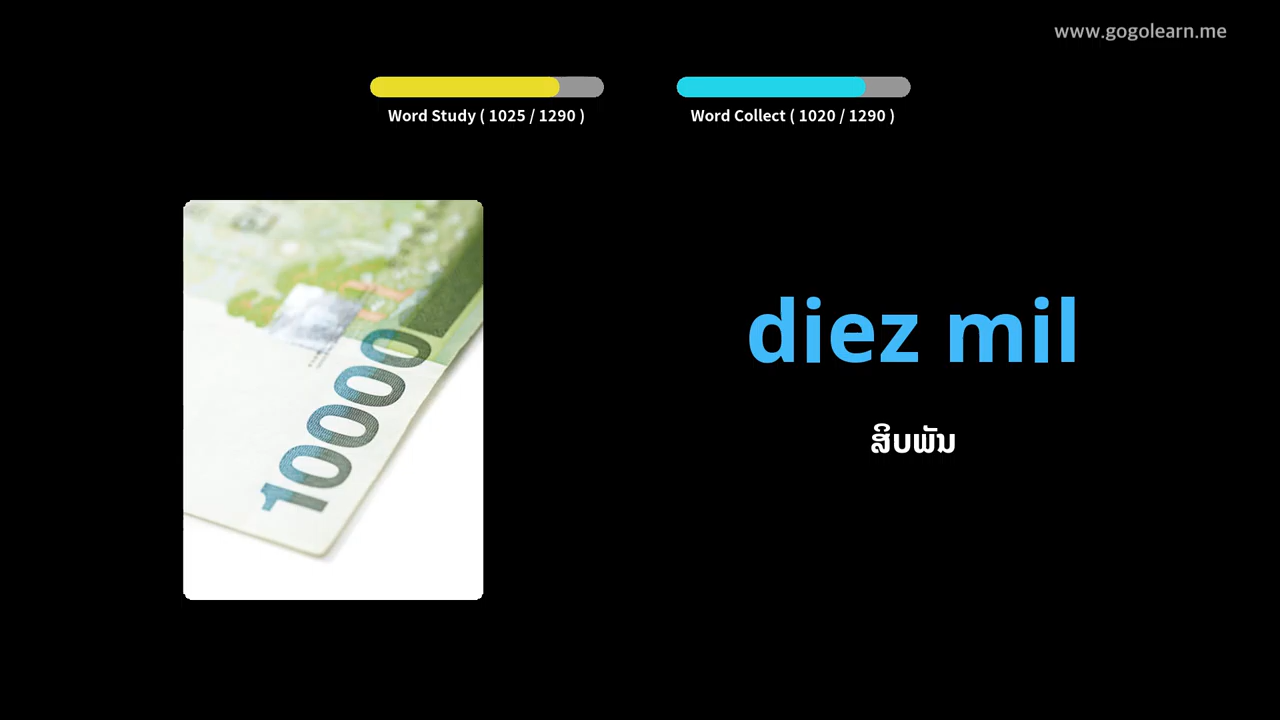 www.gogolearn.me
Word Study ( 1025 / 1290 )
Word Collect ( 1020 / 1290 )
10000
diez mil
ສິບພັນ